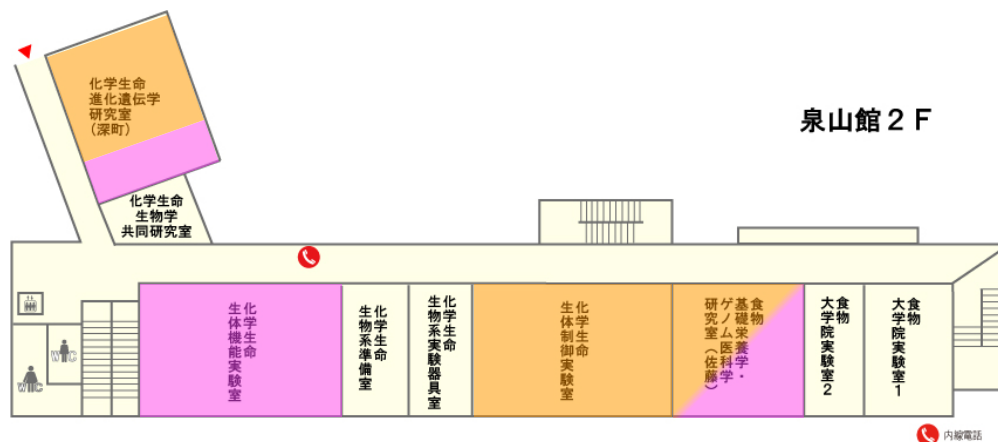 泉山館2F
化学生命
進化遺伝学
研究室
(深町)
化学生命
生物学
共同研究室
化学生命
生体機能実験室
化学生命
生物系準備室
化学生命
生物系実験器具室
化学生命
生体制御実験室
食物
基礎栄養学・
ゲノム医科学
研究室(佐藤)
食物
大学院実験室2
食物
大学院実験室1
WC
WC
内線電話